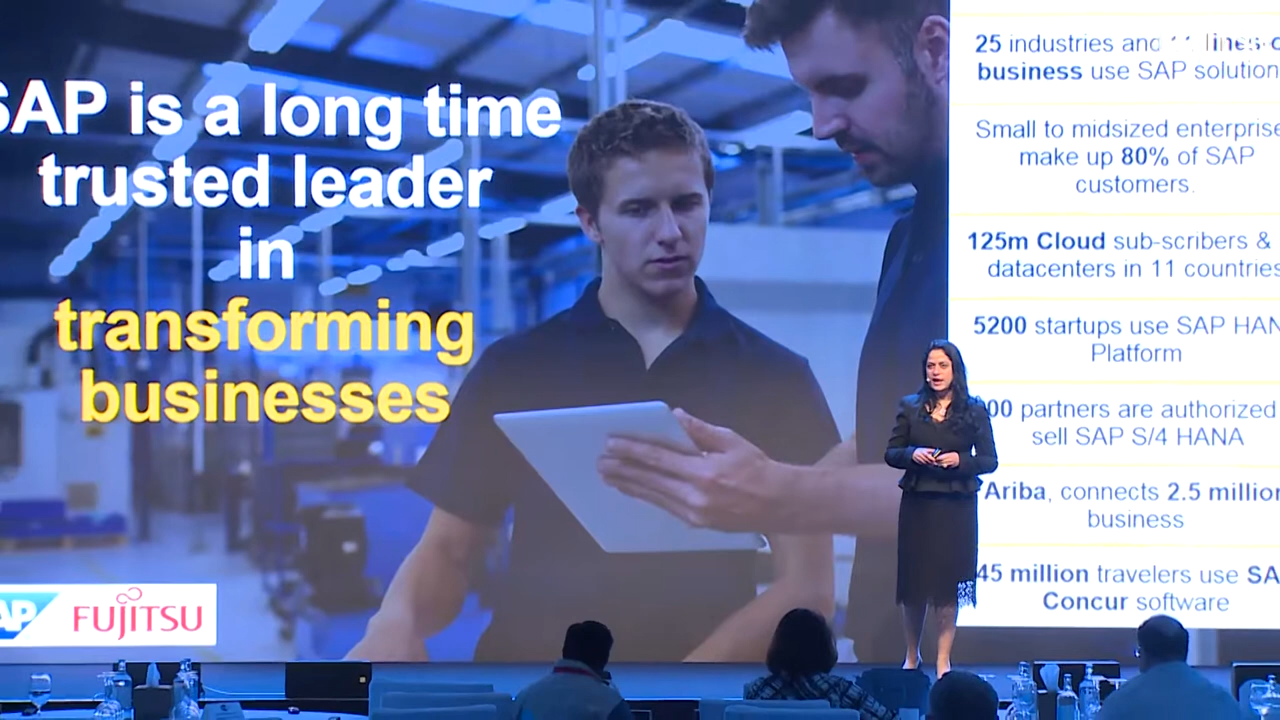 SAP is a long time
trusted leader
in
transforming
businesses
SAP
FUJITSU
25 industries and lines-o
business use SAP solution
Small to midsized enterprise
make up 80% of SAP
customers.
125m Cloud sub-scribers &
datacenters in 11 countries
5200 startups use SAP HAN
Platform
00 partners are authorized
sell SAP S/4 HANA
Ariba, connects 2.5 million
business
45 million travelers use SA
Concur software